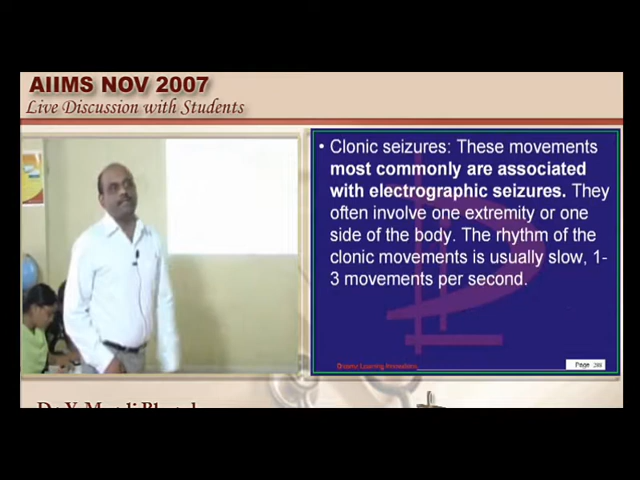 AIIMS NOV 2007
Live Discussion with Students
• Clonic seizures: These movements
most commonly are associated
with electrographic seizures. They
often involve one extremity or one
side of the body. The rhythm of the
clonic movements is usually slow, 1-
3 movements per second.
Page